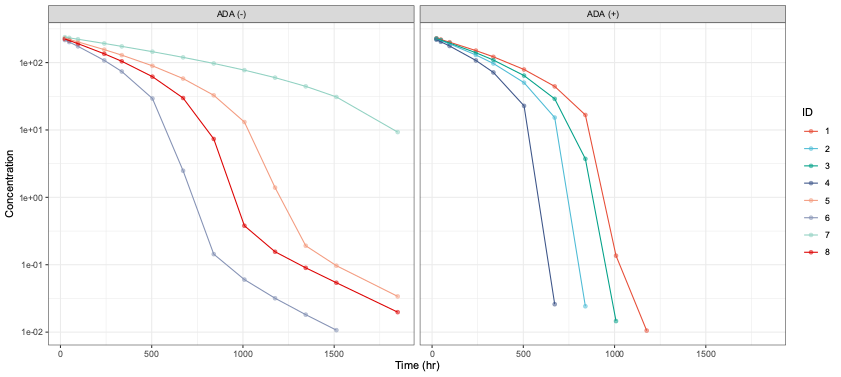 ADA (-)
ADA (+)
1e+02
1e+01
1e+00
1e-01
1e-02
Concentration
0
500
1000
1500
0
500
1000
1500
Time (hr)
ID
1
2
3
4
5
6
7
8